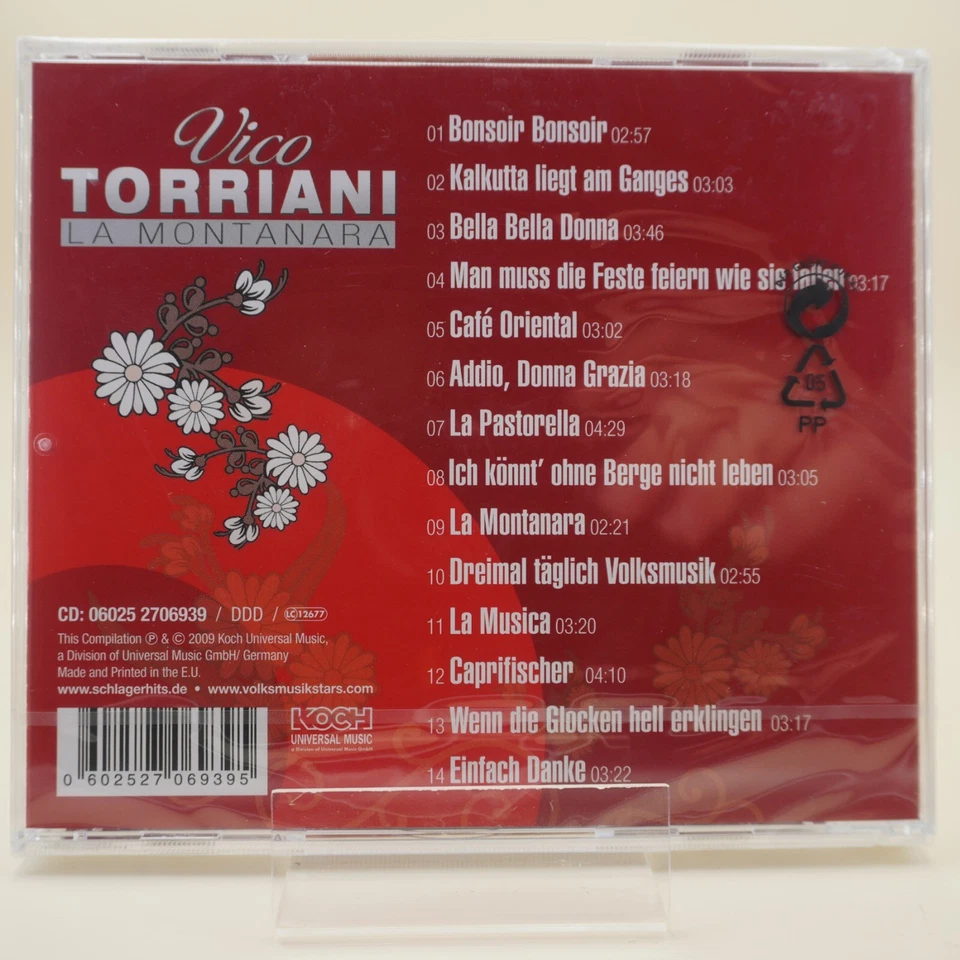 Vico
TORRIANI
LA MONTANARA
01 Bonsoir Bonsoir 02:57
02 Kalkutta liegt am Ganges 03:03
03 Bella Bella Donna 03:46
04 Man muss die Feste feiern wie sie fallen 03:17
05 Café Oriental 03:02
06 Addio, Donna Grazia 03:18
07 La Pastorella 04:29
08 Ich könnt' ohne Berge nicht leben 03:05
09 La Montanara 02:21
10 Dreimal täglich Volksmusik 02:55
11 La Musica 03:20
12 Caprifischer 04:10
13 Wenn die Glocken hell erklingen 03:17
14 Einfach Danke 03:22
05
PP
CD: 06025 2706939 / DDD / LC 12677
This Compilation ℗ & © 2009 Koch Universal Music,
a Division of Universal Music GmbH/ Germany
Made and Printed in the E.U.
www.schlagerhits.de • www.volksmusikstars.com
KOCH
UNIVERSAL MUSIC
a Division of Universal Music GmbH
0 602527 069395